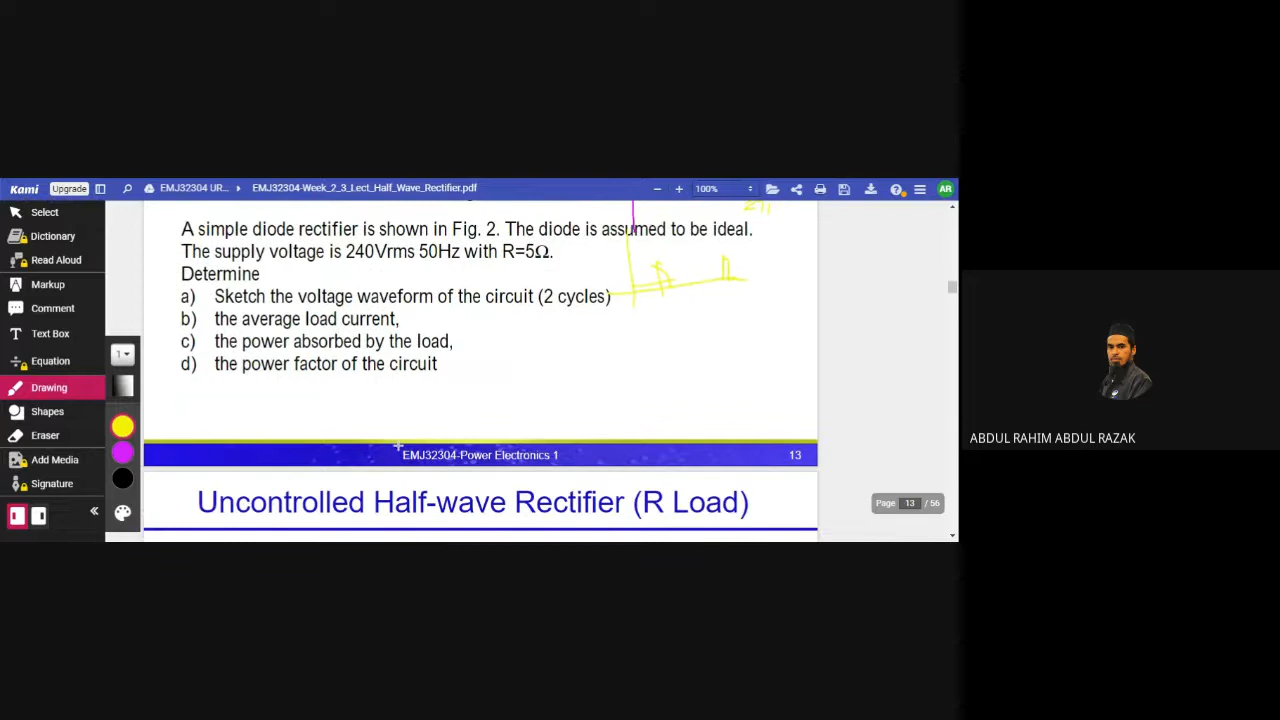 Kami Upgrade EMJ32304 UR... EMJ32304-Week_2_3_Lect_Half_Wave_Rectifier.pdf 100% AR
Select
Dictionary
Read Aloud
Markup
Comment
Text Box
Equation
Drawing
Shapes
Eraser
Add Media
Signature
1
A simple diode rectifier is shown in Fig. 2. The diode is assumed to be ideal.
The supply voltage is 240Vrms 50Hz with R=5Ω.
Determine
a) Sketch the voltage waveform of the circuit (2 cycles)
b) the average load current,
c) the power absorbed by the load,
d) the power factor of the circuit
EMJ32304-Power Electronics 1 13
Uncontrolled Half-wave Rectifier (R Load)
Page 13 / 56
ABDUL RAHIM ABDUL RAZAK